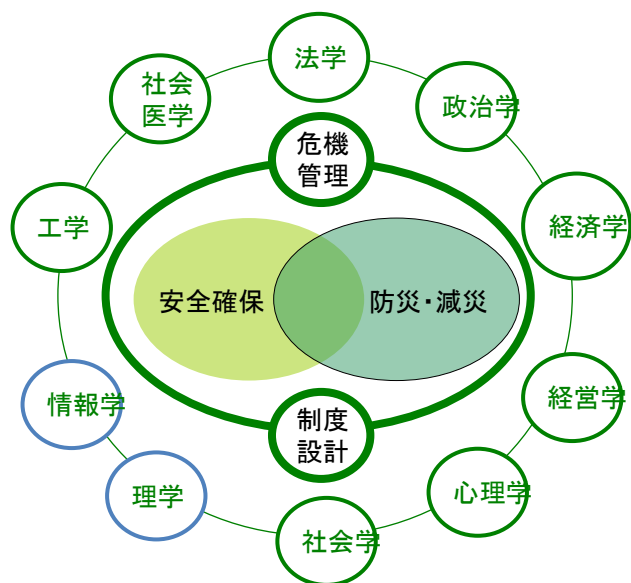 法学
社会
医学
政治学
危機
管理
工学
経済学
安全確保
防災・減災
情報学
経営学
制度
設計
理学
心理学
社会学